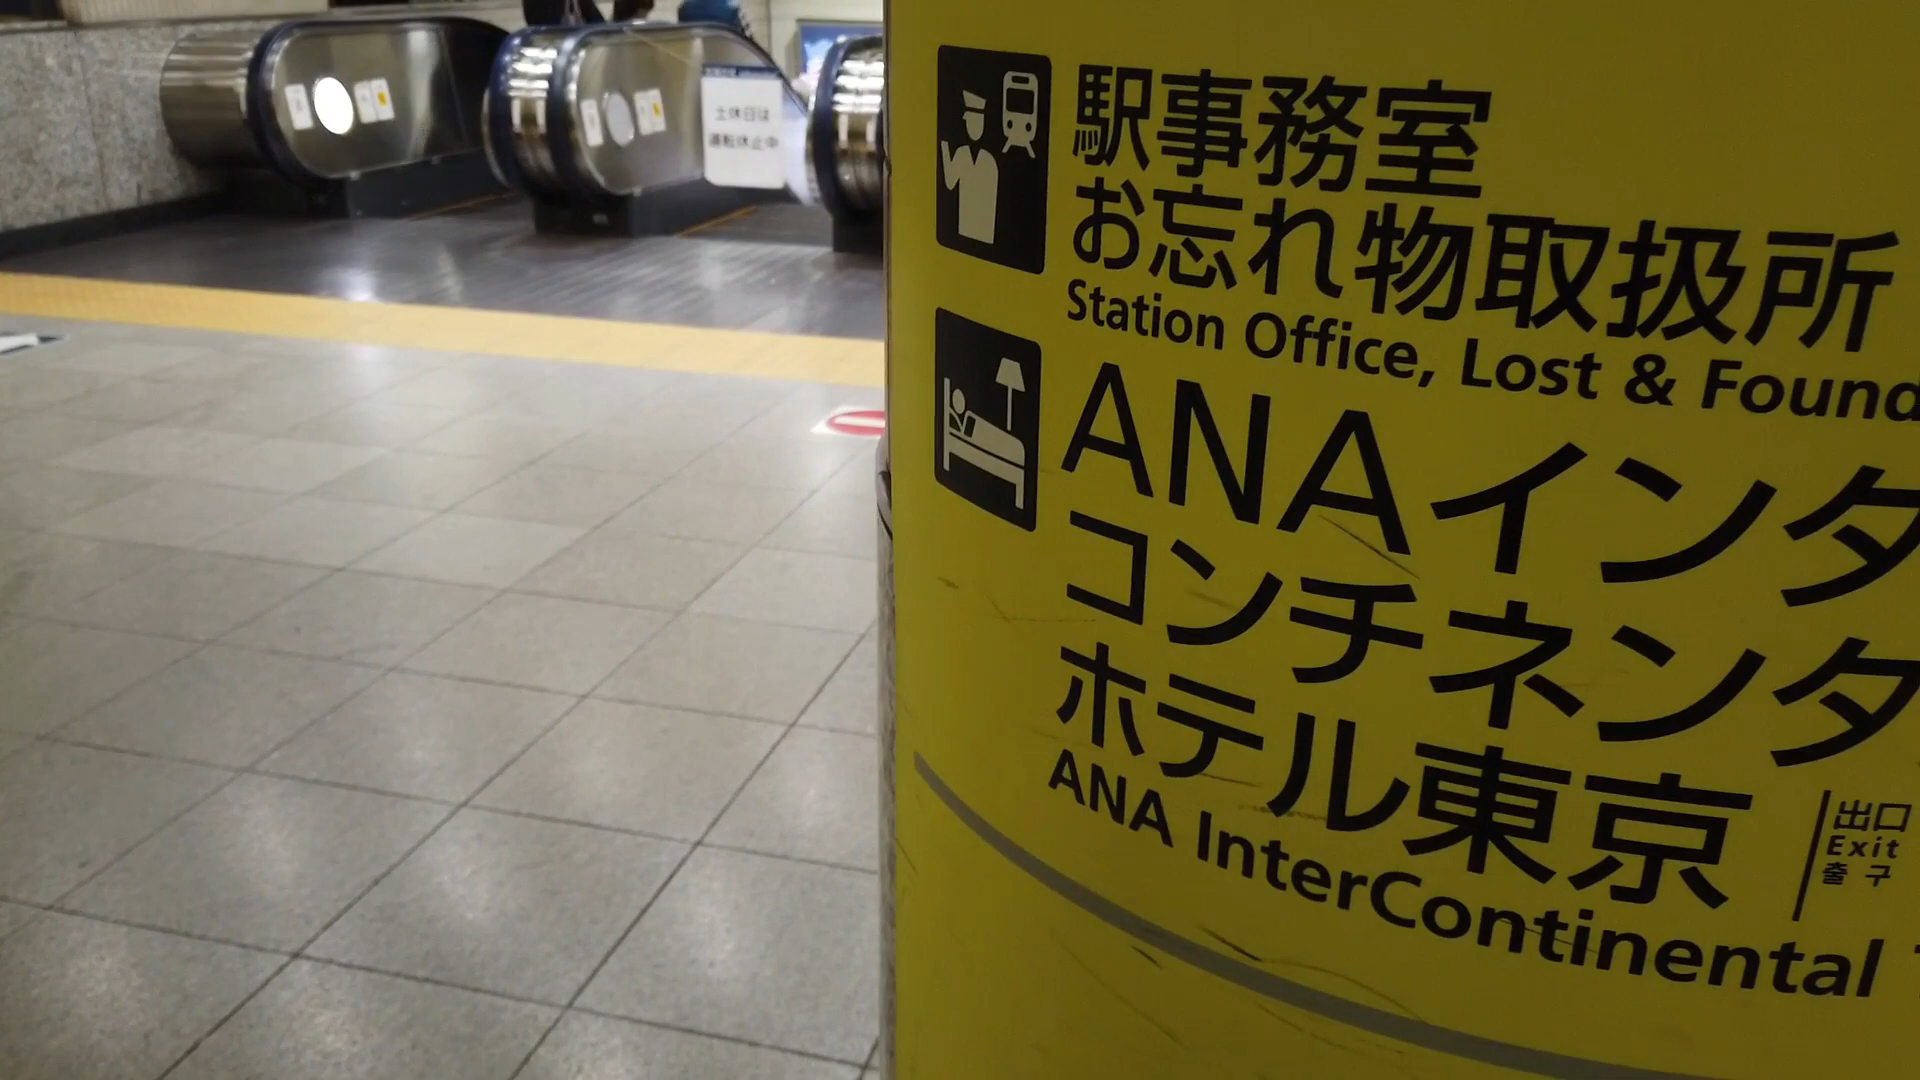 土休日は
運転休止中
駅事務室
お忘れ物取扱所
Station Office, Lost & Found
ANAインタ
コンチネンタ
ホテル東京
ANA InterContinental
出口
Exit
출구